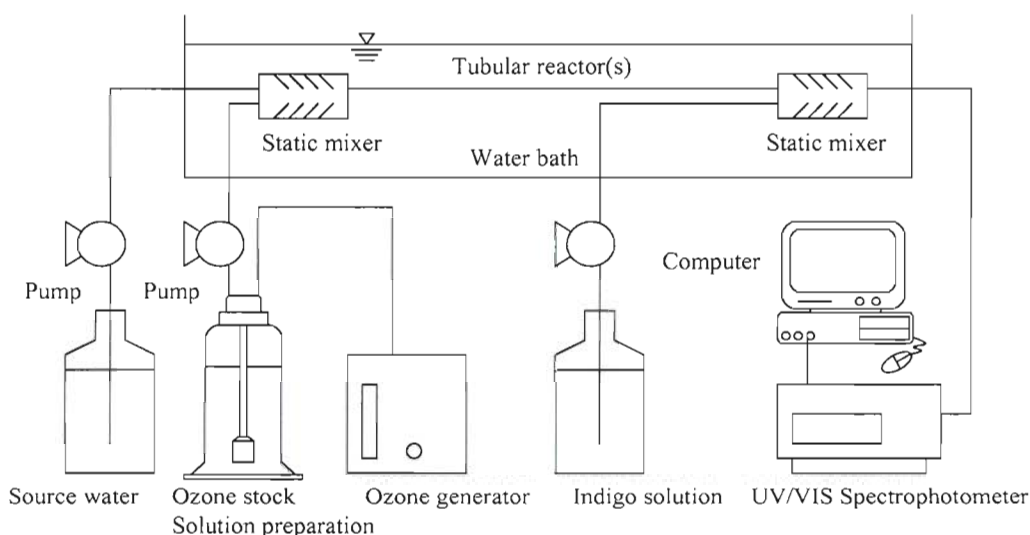 Tubular reactor(s)
Static mixer
Static mixer
Water bath
Computer
Pump
Pump
Source water
Ozone stock
Solution preparation
Ozone generator
Indigo solution
UV/VIS Spectrophotometer